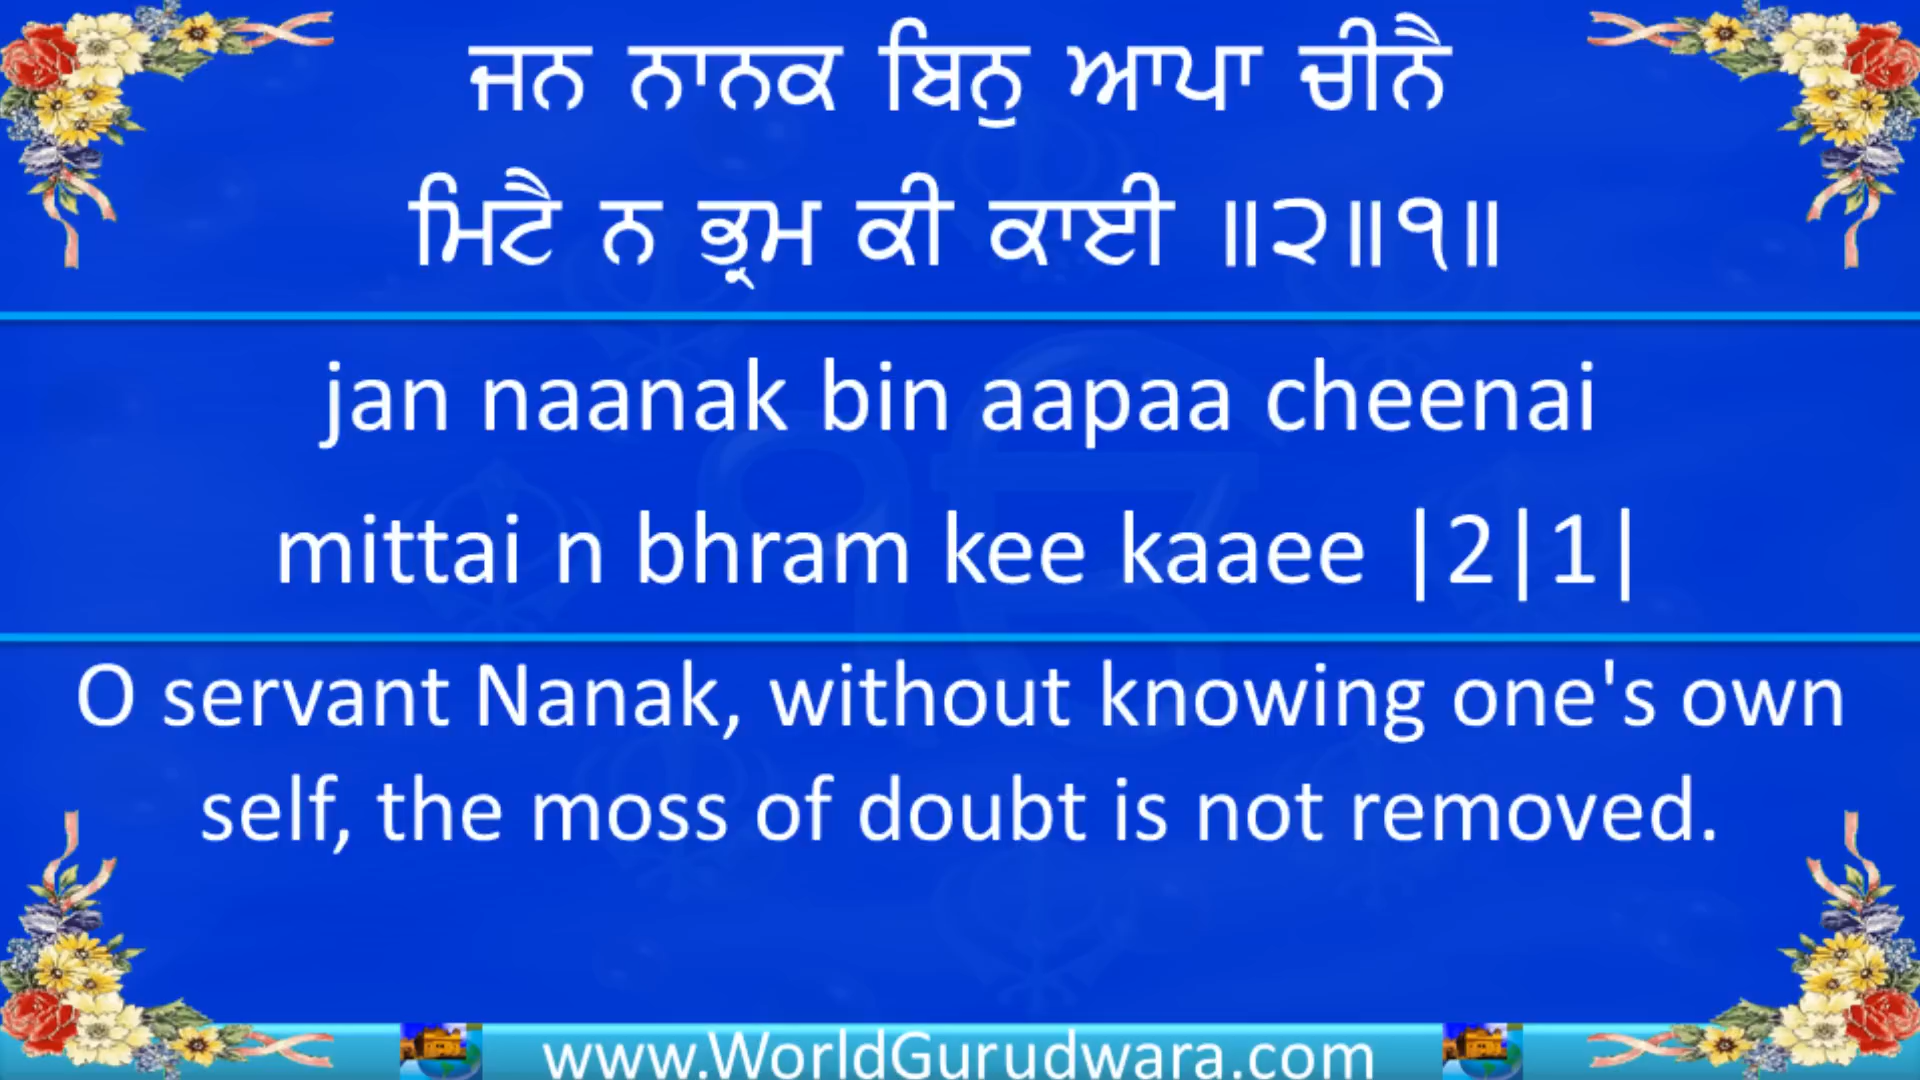 ਜਨ ਨਾਨਕ ਬਿਨੁ ਆਪਾ ਚੀਨੈ
ਮਿਟੈ ਨ ਭ੍ਰਮ ਕੀ ਕਾਈ ॥੨॥੧॥
jan naanak bin aapaa cheenai
mittai n bhram kee kaaee |2|1|
O servant Nanak, without knowing one's own
self, the moss of doubt is not removed.
www.WorldGurudwara.com